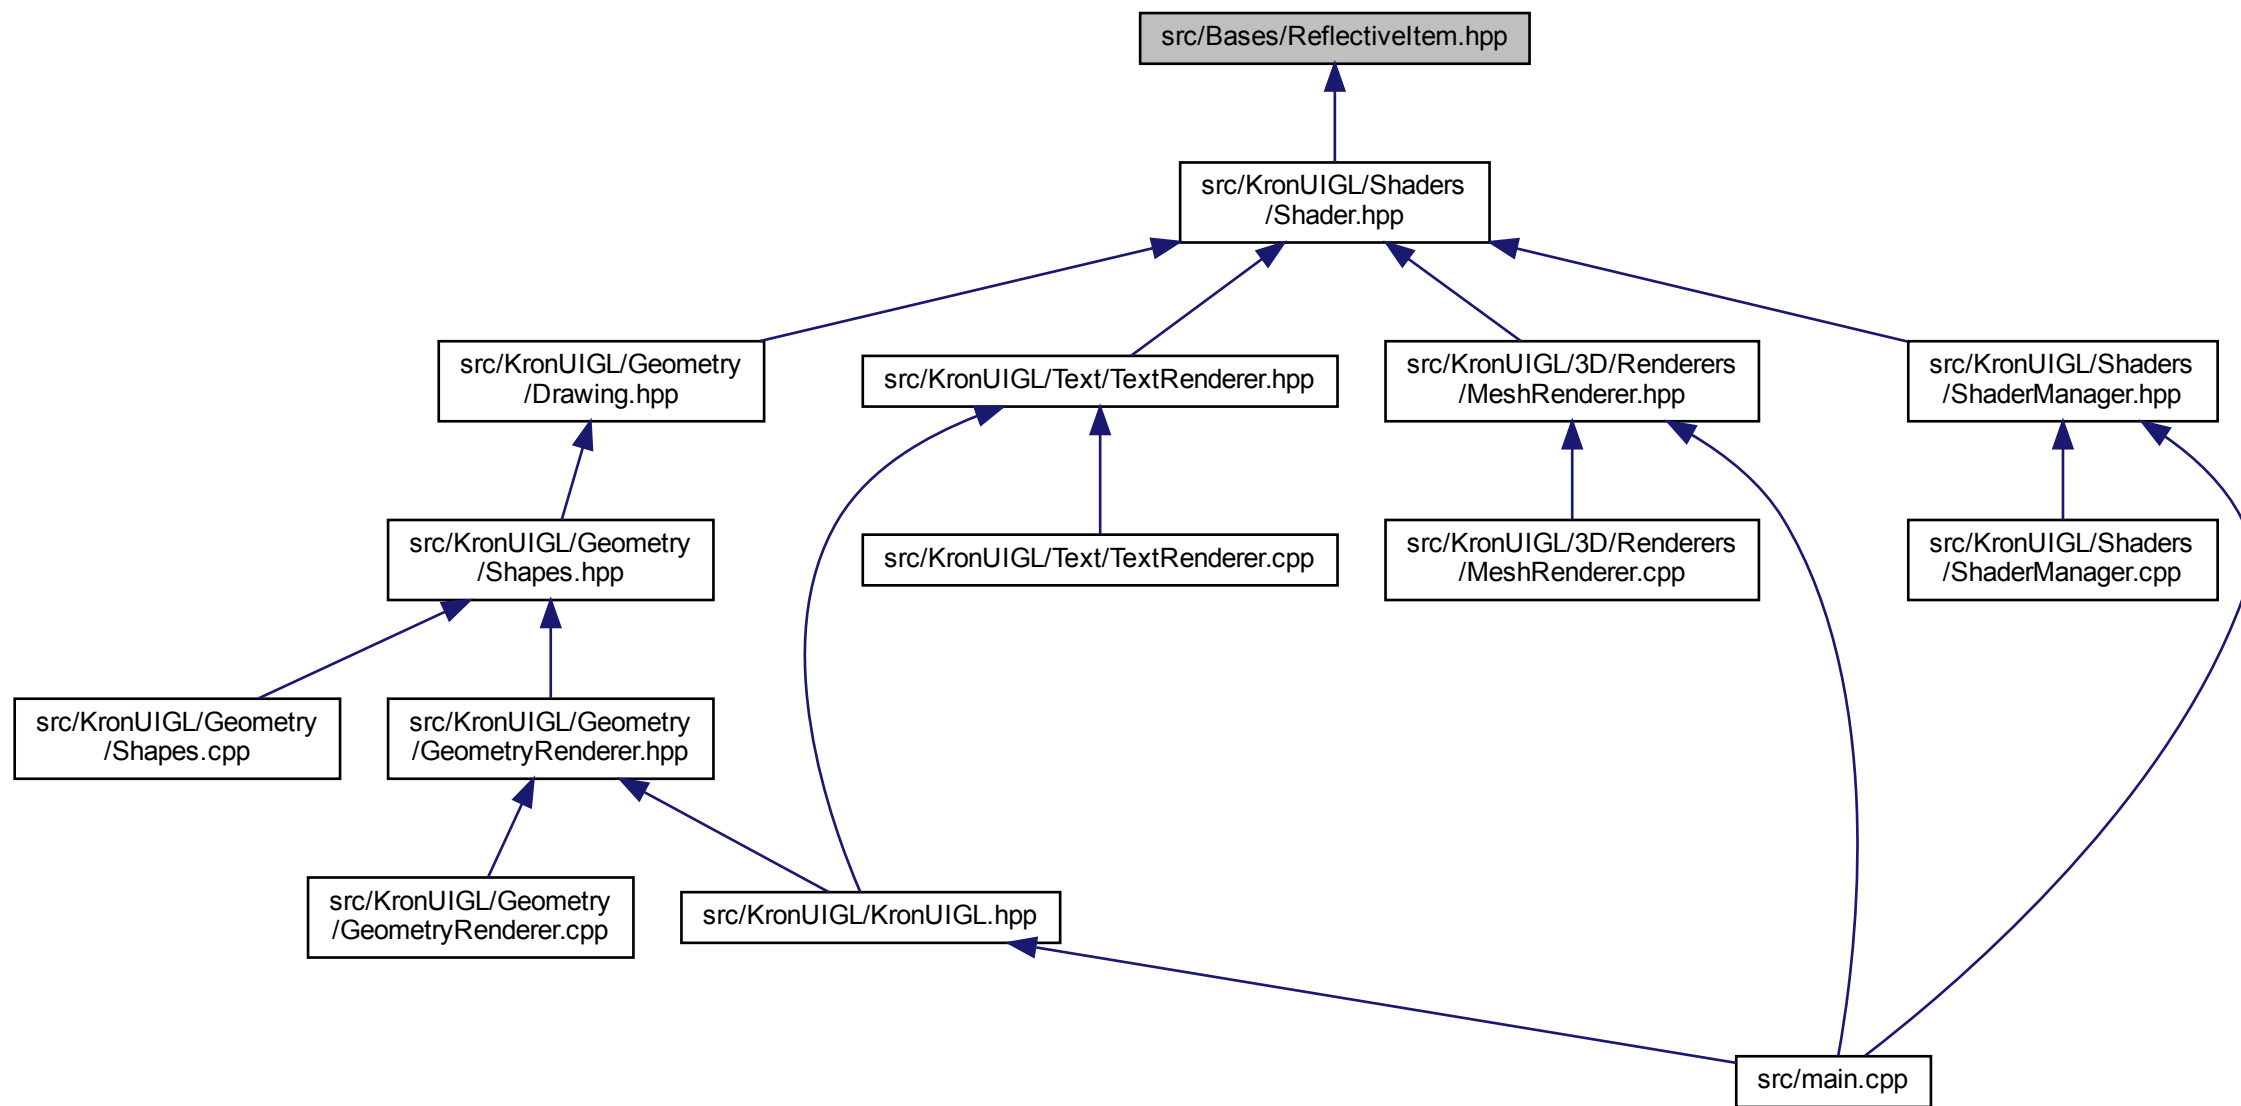 src/Bases/ReflectiveItem.hpp
src/KronUIGL/Shaders
/Shader.hpp
src/KronUIGL/Geometry
/Drawing.hpp
src/KronUIGL/Text/TextRenderer.hpp
src/KronUIGL/3D/Renderers
/MeshRenderer.hpp
src/KronUIGL/Shaders
/ShaderManager.hpp
src/KronUIGL/Geometry
/Shapes.hpp
src/KronUIGL/Text/TextRenderer.cpp
src/KronUIGL/3D/Renderers
/MeshRenderer.cpp
src/KronUIGL/Shaders
/ShaderManager.cpp
src/KronUIGL/Geometry
/Shapes.cpp
src/KronUIGL/Geometry
/GeometryRenderer.hpp
src/KronUIGL/Geometry
/GeometryRenderer.cpp
src/KronUIGL/KronUIGL.hpp
src/main.cpp